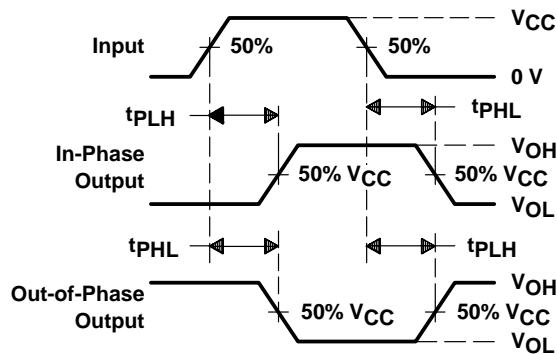 VCC
Input 50% 50%
0 V
tPLH tPHL
In-Phase
Output
VOH
50% VCC 50% VCC
VOL
tPHL tPLH
Out-of-Phase
Output
VOH
50% VCC 50% VCC
VOL